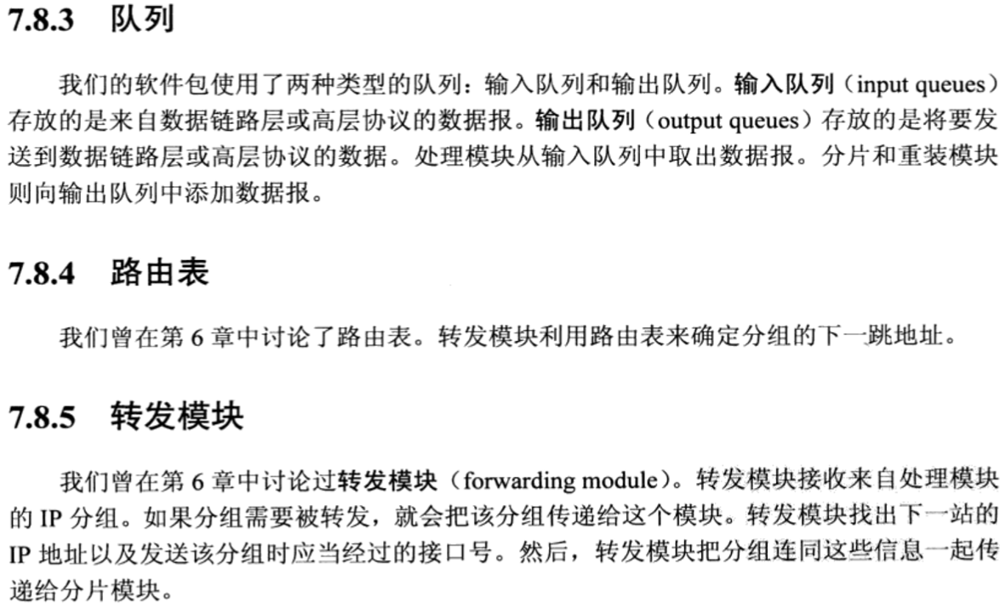 7.8.3 队列
我们的软件包使用了两种类型的队列：输入队列和输出队列。输入队列（input queues）
存放的是来自数据链路层或高层协议的数据报。输出队列（output queues）存放的是将要发
送到数据链路层或高层协议的数据。处理模块从输入队列中取出数据报。分片和重装模块
则向输出队列中添加数据报。
7.8.4 路由表
我们曾在第 6 章中讨论了路由表。转发模块利用路由表来确定分组的下一跳地址。
7.8.5 转发模块
我们曾在第 6 章中讨论过转发模块（forwarding module）。转发模块接收来自处理模块
的 IP 分组。如果分组需要被转发，就会把该分组传递给这个模块。转发模块找出下一站的
IP 地址以及发送该分组时应当经过的接口号。然后，转发模块把分组连同这些信息一起传
递给分片模块。